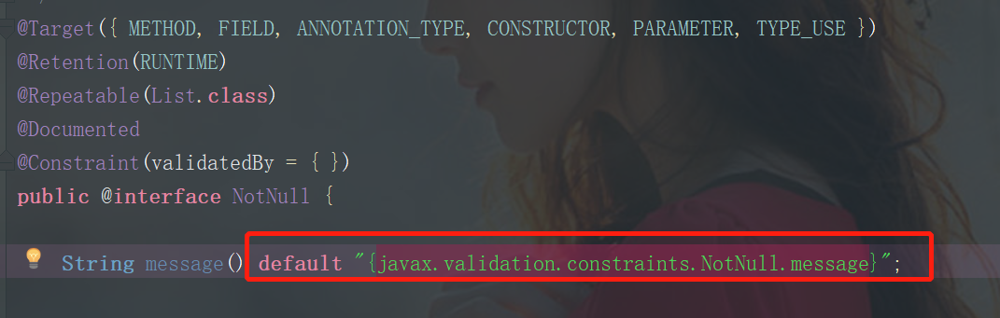 @Target({ METHOD, FIELD, ANNOTATION_TYPE, CONSTRUCTOR, PARAMETER, TYPE_USE })
@Retention(RUNTIME)
@Repeatable(List.class)
@Documented
@Constraint(validatedBy = { })
public @interface NotNull {
String message() default "{javax.validation.constraints.NotNull.message}";